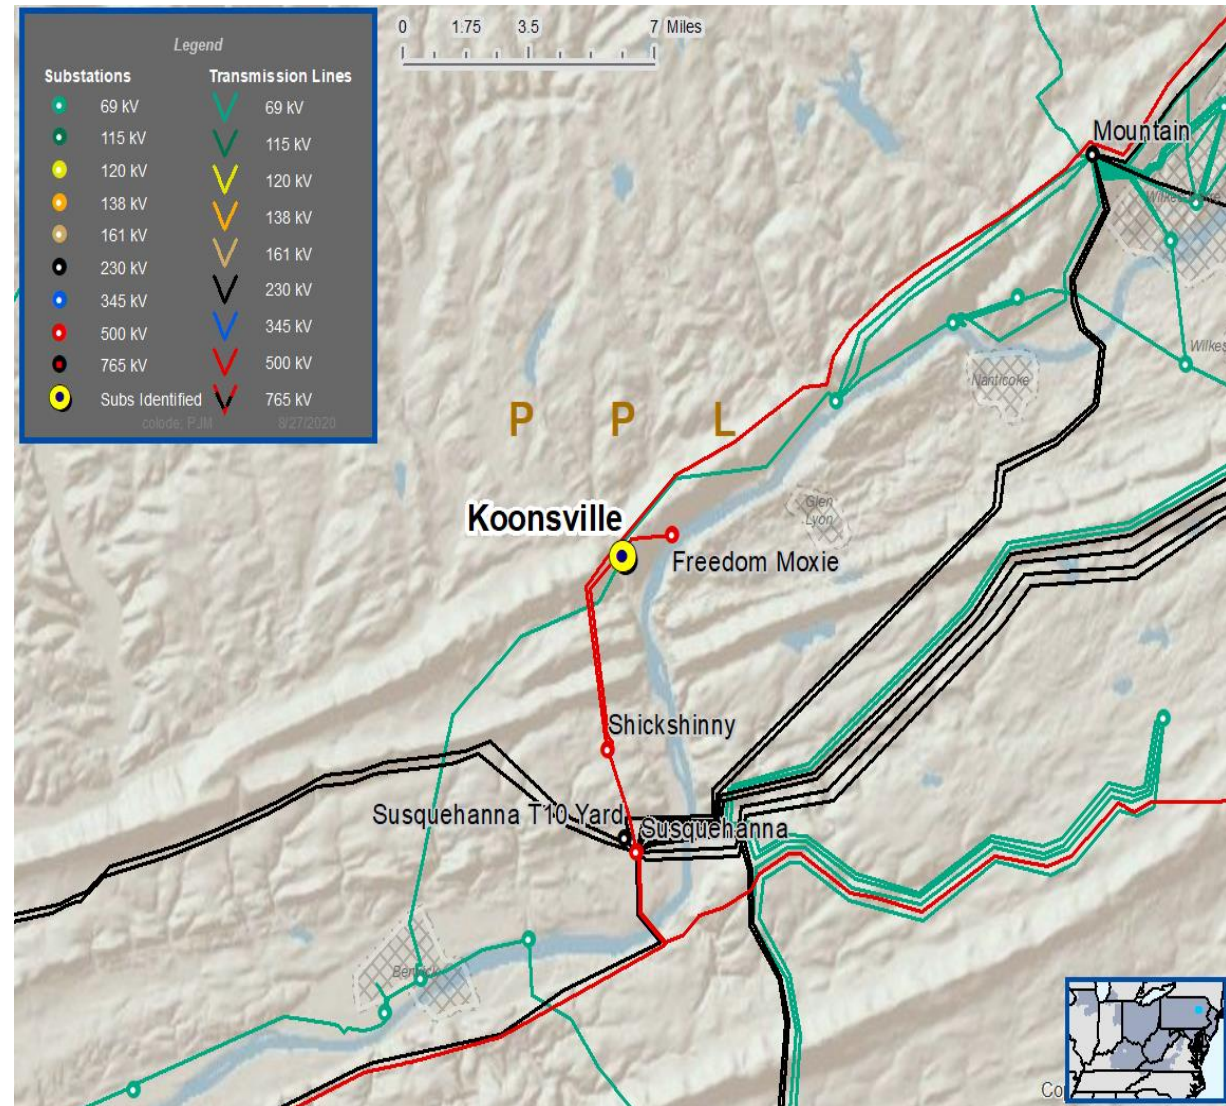 Legend
Substations Transmission Lines
69 kV 69 kV
115 kV 115 kV
120 kV 120 kV
138 kV 138 kV
161 kV 161 kV
230 kV 230 kV
345 kV 345 kV
500 kV 500 kV
765 kV 765 kV
Subs Identified
colode, PJM 8/27/2020
0 1.75 3.5 7 Miles
Mountain
Nanticoke
P P L
Glen
Lyon
Koonsville
Freedom Moxie
Shickshinny
Susquehanna T10 Yard
Susquehanna
Berwick